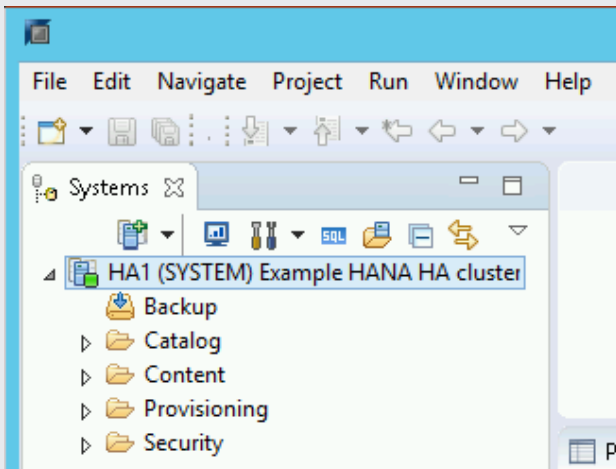 File Edit Navigate Project Run Window Help
Systems
SQL
HA1 (SYSTEM) Example HANA HA cluster
Backup
Catalog
Content
Provisioning
Security
P